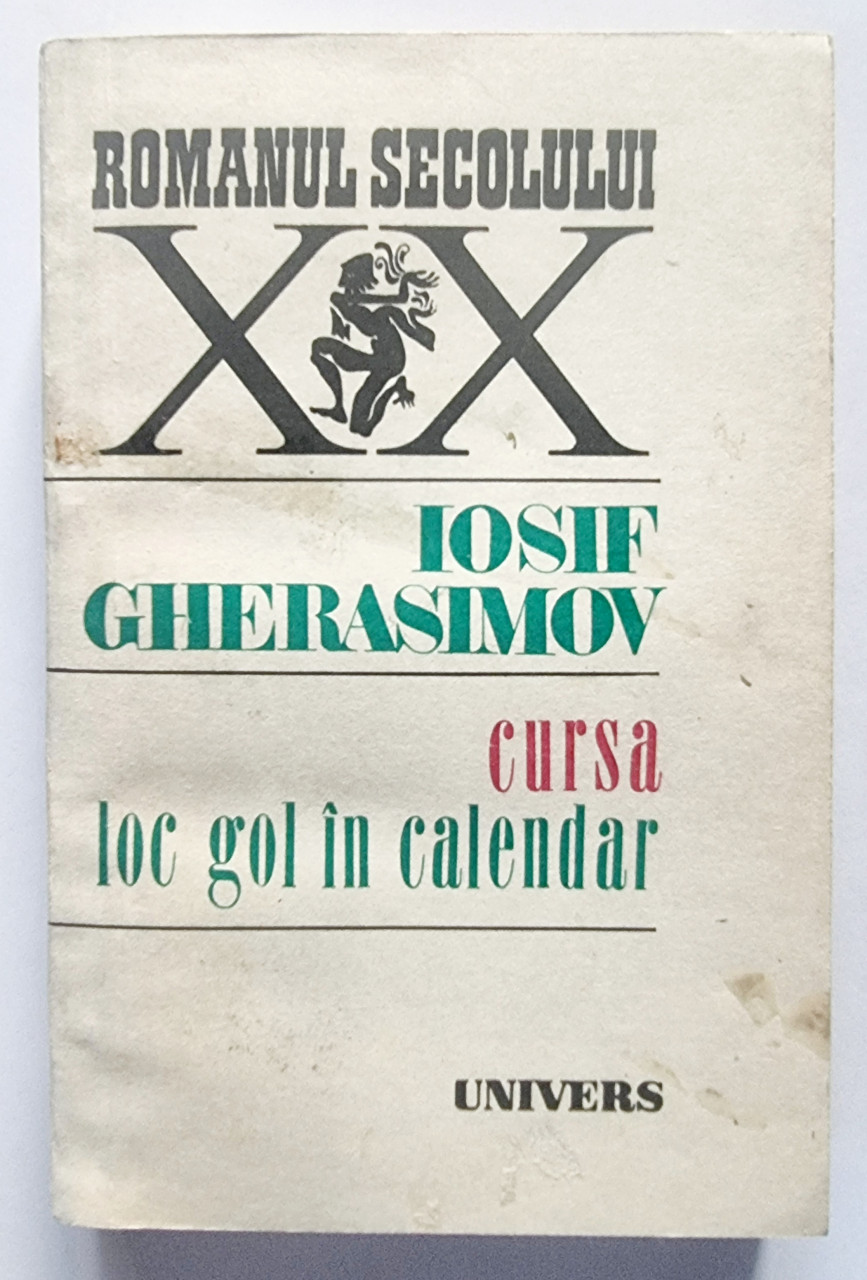 ROMANUL SECOLULUI
XX
IOSIF
GHERASIMOV
cursa
loc gol în calendar
UNIVERS